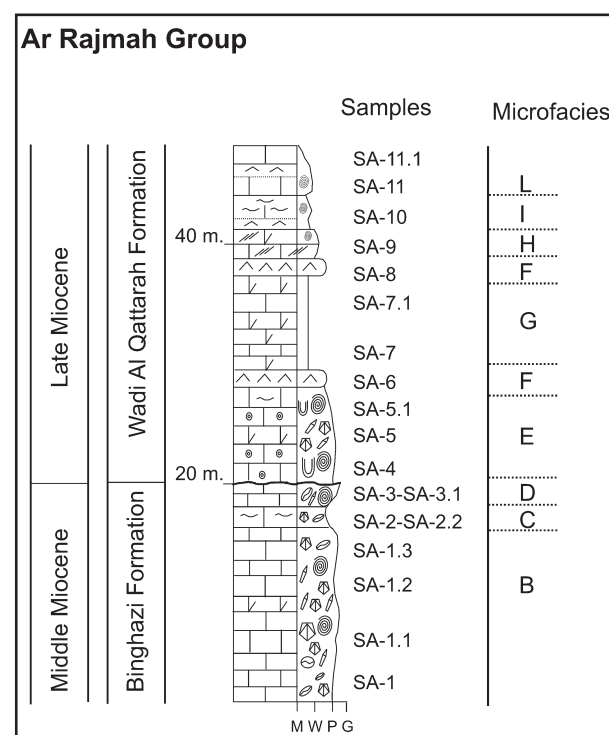 Ar Rajmah Group
Samples
Microfacies
Late Miocene
Middle Miocene
Wadi Al Qattarah Formation
Binghazi Formation
40 m.
20 m.
SA-11.1
SA-11
L
SA-10
I
SA-9
H
SA-8
F
SA-7.1
G
SA-7
SA-6
F
SA-5.1
SA-5
E
SA-4
SA-3-SA-3.1
D
SA-2-SA-2.2
C
SA-1.3
SA-1.2
B
SA-1.1
SA-1
M W P G